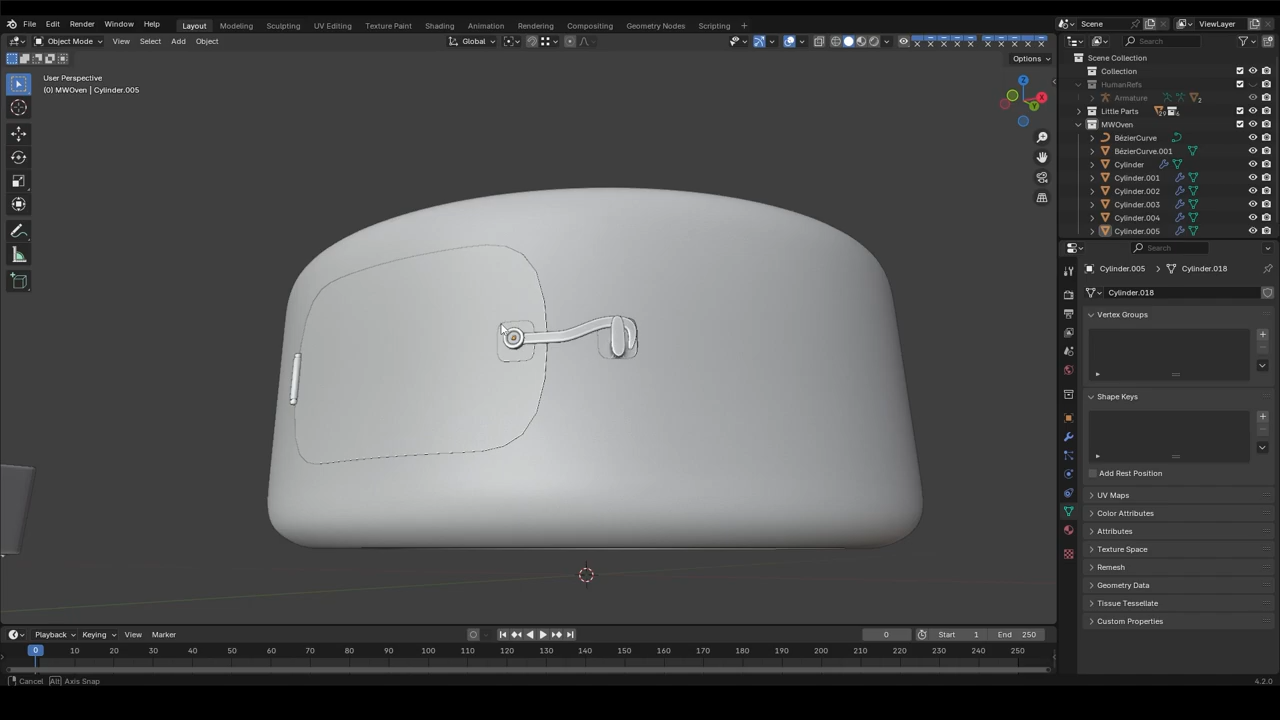 File Edit Render Window Help
Layout Modeling Sculpting UV Editing Texture Paint Shading Animation Rendering Compositing Geometry Nodes Scripting +
Scene
ViewLayer
Object Mode View Select Add Object
Global
Search
Options
User Perspective
(0) MWOven | Cylinder.005
Scene Collection
Collection
HumanRefs
Armature
Little Parts
MWOven
BézierCurve
BézierCurve.001
Cylinder
Cylinder.001
Cylinder.002
Cylinder.003
Cylinder.004
Cylinder.005
Search
Cylinder.005 > Cylinder.018
Cylinder.018
Vertex Groups
Shape Keys
Add Rest Position
UV Maps
Color Attributes
Attributes
Texture Space
Remesh
Geometry Data
Tissue Tessellate
Custom Properties
Z
X
Y
Playback Keying View Marker
0 Start 1 End 250
0 10 20 30 40 50 60 70 80 90 100 110 120 130 140 150 160 170 180 190 200 210 220 230 240 250
Cancel Alt Axis Snap
4.2.0